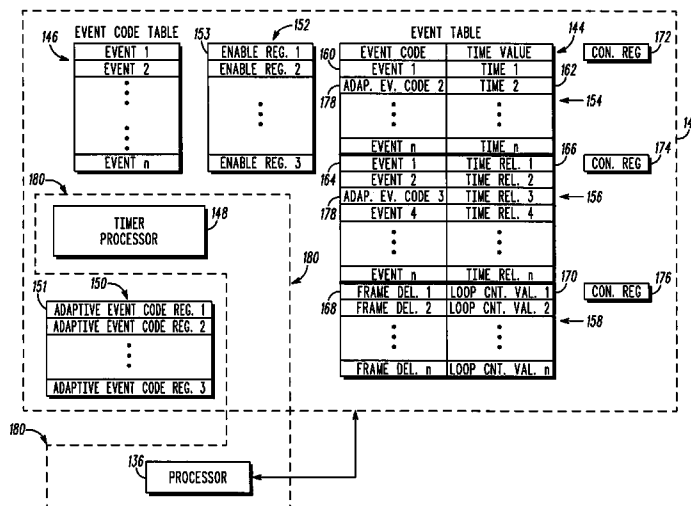 EVENT CODE TABLE
146
EVENT 1
EVENT 2
EVENT n
153
152
ENABLE REG. 1
ENABLE REG. 2
ENABLE REG. 3
EVENT TABLE
144
EVENT CODE TIME VALUE
160 EVENT 1 TIME 1 162
178 ADAP. EV. CODE 2 TIME 2
154
EVENT n TIME n
164 EVENT 1 TIME REL. 1 166
EVENT 2 TIME REL. 2
178 ADAP. EV. CODE 3 TIME REL. 3 156
EVENT 4 TIME REL. 4
EVENT n TIME REL. n
168 FRAME DEL. 1 LOOP CNT. VAL. 1 170
FRAME DEL. 2 LOOP CNT. VAL. 2
158
FRAME DEL. n LOOP CNT. VAL. n
CON. REG 172
CON. REG 174
CON. REG 176
180
TIMER
PROCESSOR
148
180
151 150
ADAPTIVE EVENT CODE REG. 1
ADAPTIVE EVENT CODE REG. 2
ADAPTIVE EVENT CODE REG. 3
180
136 PROCESSOR